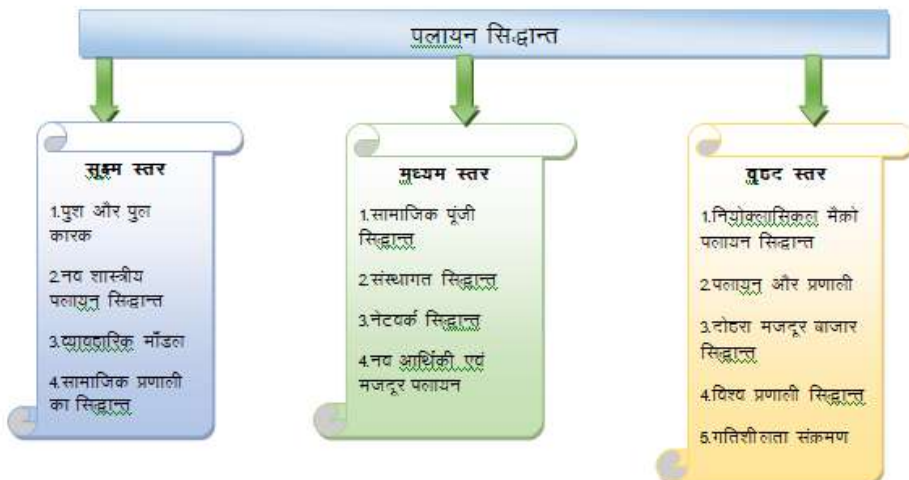 पलायन सिद्धान्त
सूक्ष्म स्तर
1.पुश और पुल
कारक
2.नव शास्त्रीय
पलायन सिद्धान्त
3.व्यावहारिक मॉडल
4.सामाजिक प्रणाली
का सिद्धान्त
मध्यम स्तर
1.सामाजिक पूंजी
सिद्धान्त
2.संस्थागत सिद्धान्त
3.नेटवर्क सिद्धान्त
4.नव आर्थिकी एवं
मजदूर पलायन
वृहद स्तर
1.नियोक्लासिकल मैक्रो
पलायन सिद्धान्त
2.पलायन और प्रणाली
3.दोहरा मजदूर बाजार
सिद्धान्त
4.विश्व प्रणाली सिद्धान्त
5.गतिशीलता संक्रमण